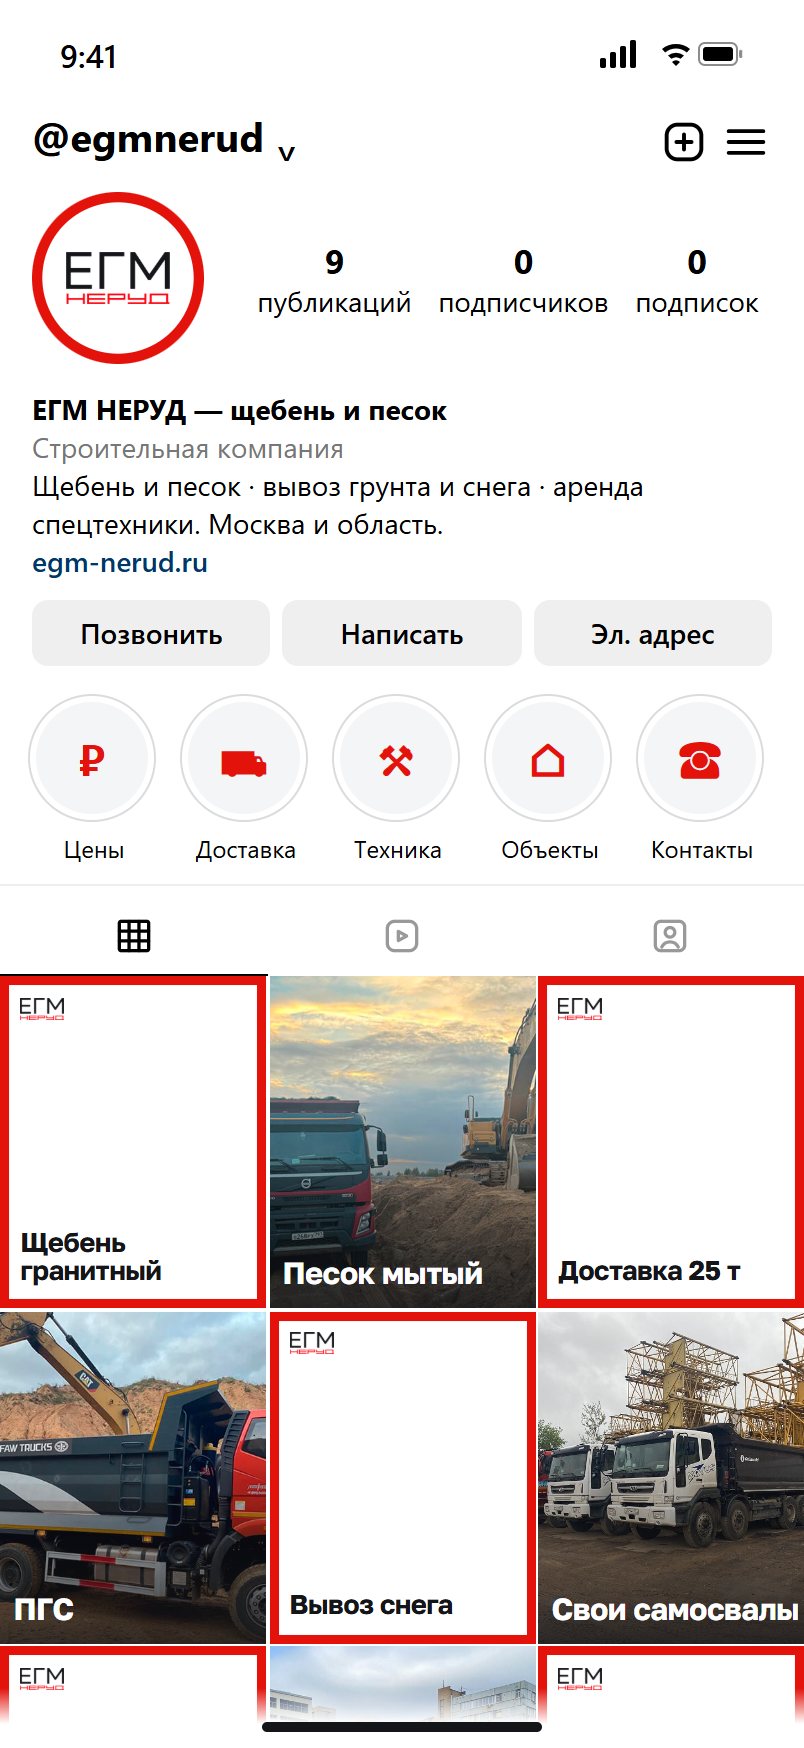 9:41
@egmnerud
ЕГМ
НЕРУД
9
публикаций
0
подписчиков
0
подписок
ЕГМ НЕРУД — щебень и песок
Строительная компания
Щебень и песок · вывоз грунта и снега · аренда
спецтехники. Москва и область.
egm-nerud.ru
Позвонить
Написать
Эл. адрес
₽
Цены
Доставка
Техника
Объекты
Контакты
ЕГМ
НЕРУД
Щебень
гранитный
Песок мытый
ЕГМ
НЕРУД
Доставка 25 т
CAT
FAW TRUCKS
ПГС
ЕГМ
НЕРУД
Вывоз снега
Свои самосвалы
ЕГМ
НЕРУД
ЕГМ
НЕРУД